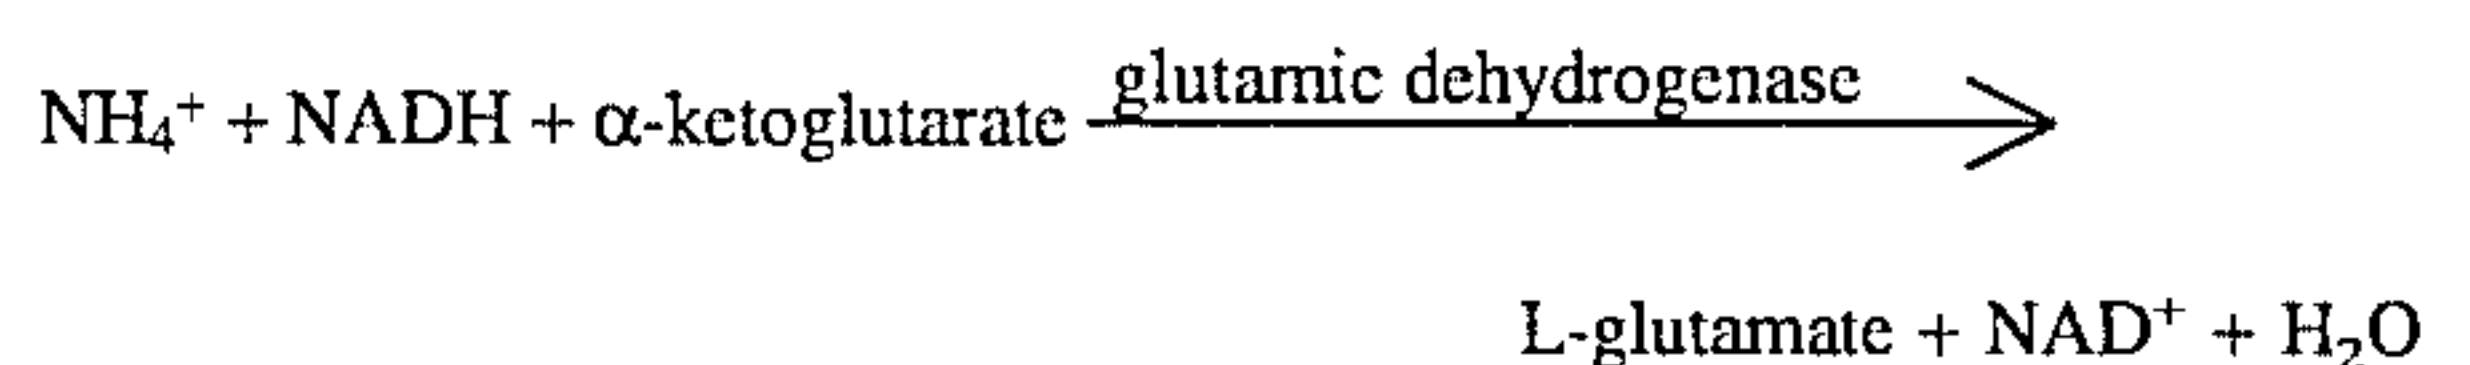 NH₄⁺ + NADH + α-ketoglutarate glutamic dehydrogenase
L-glutamate + NAD⁺ + H₂O